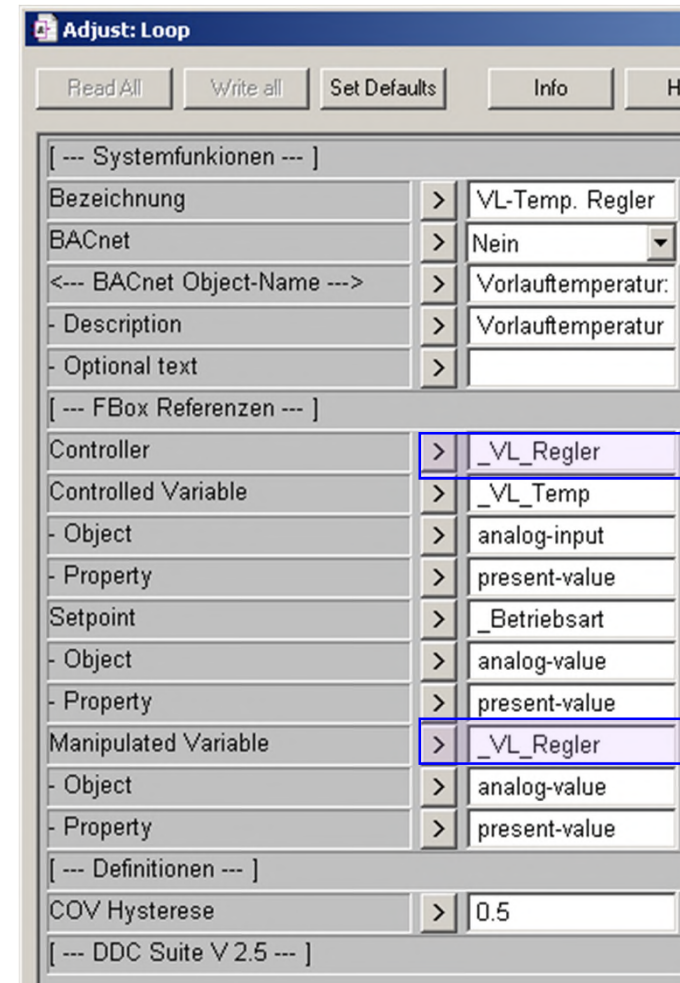 Adjust: Loop
Read All Write all Set Defaults Info H
[ --- Systemfunkionen --- ]
Bezeichnung > VL-Temp. Regler
BACnet > Nein
<--- BACnet Object-Name ---> > Vorlauftemperatur:
- Description > Vorlauftemperatur
- Optional text >
[ --- FBox Referenzen --- ]
Controller > _VL_Regler
Controlled Variable > _VL_Temp
- Object > analog-input
- Property > present-value
Setpoint > _Betriebsart
- Object > analog-value
- Property > present-value
Manipulated Variable > _VL_Regler
- Object > analog-value
- Property > present-value
[ --- Definitionen --- ]
COV Hysterese > 0.5
[ --- DDC Suite V 2.5 --- ]